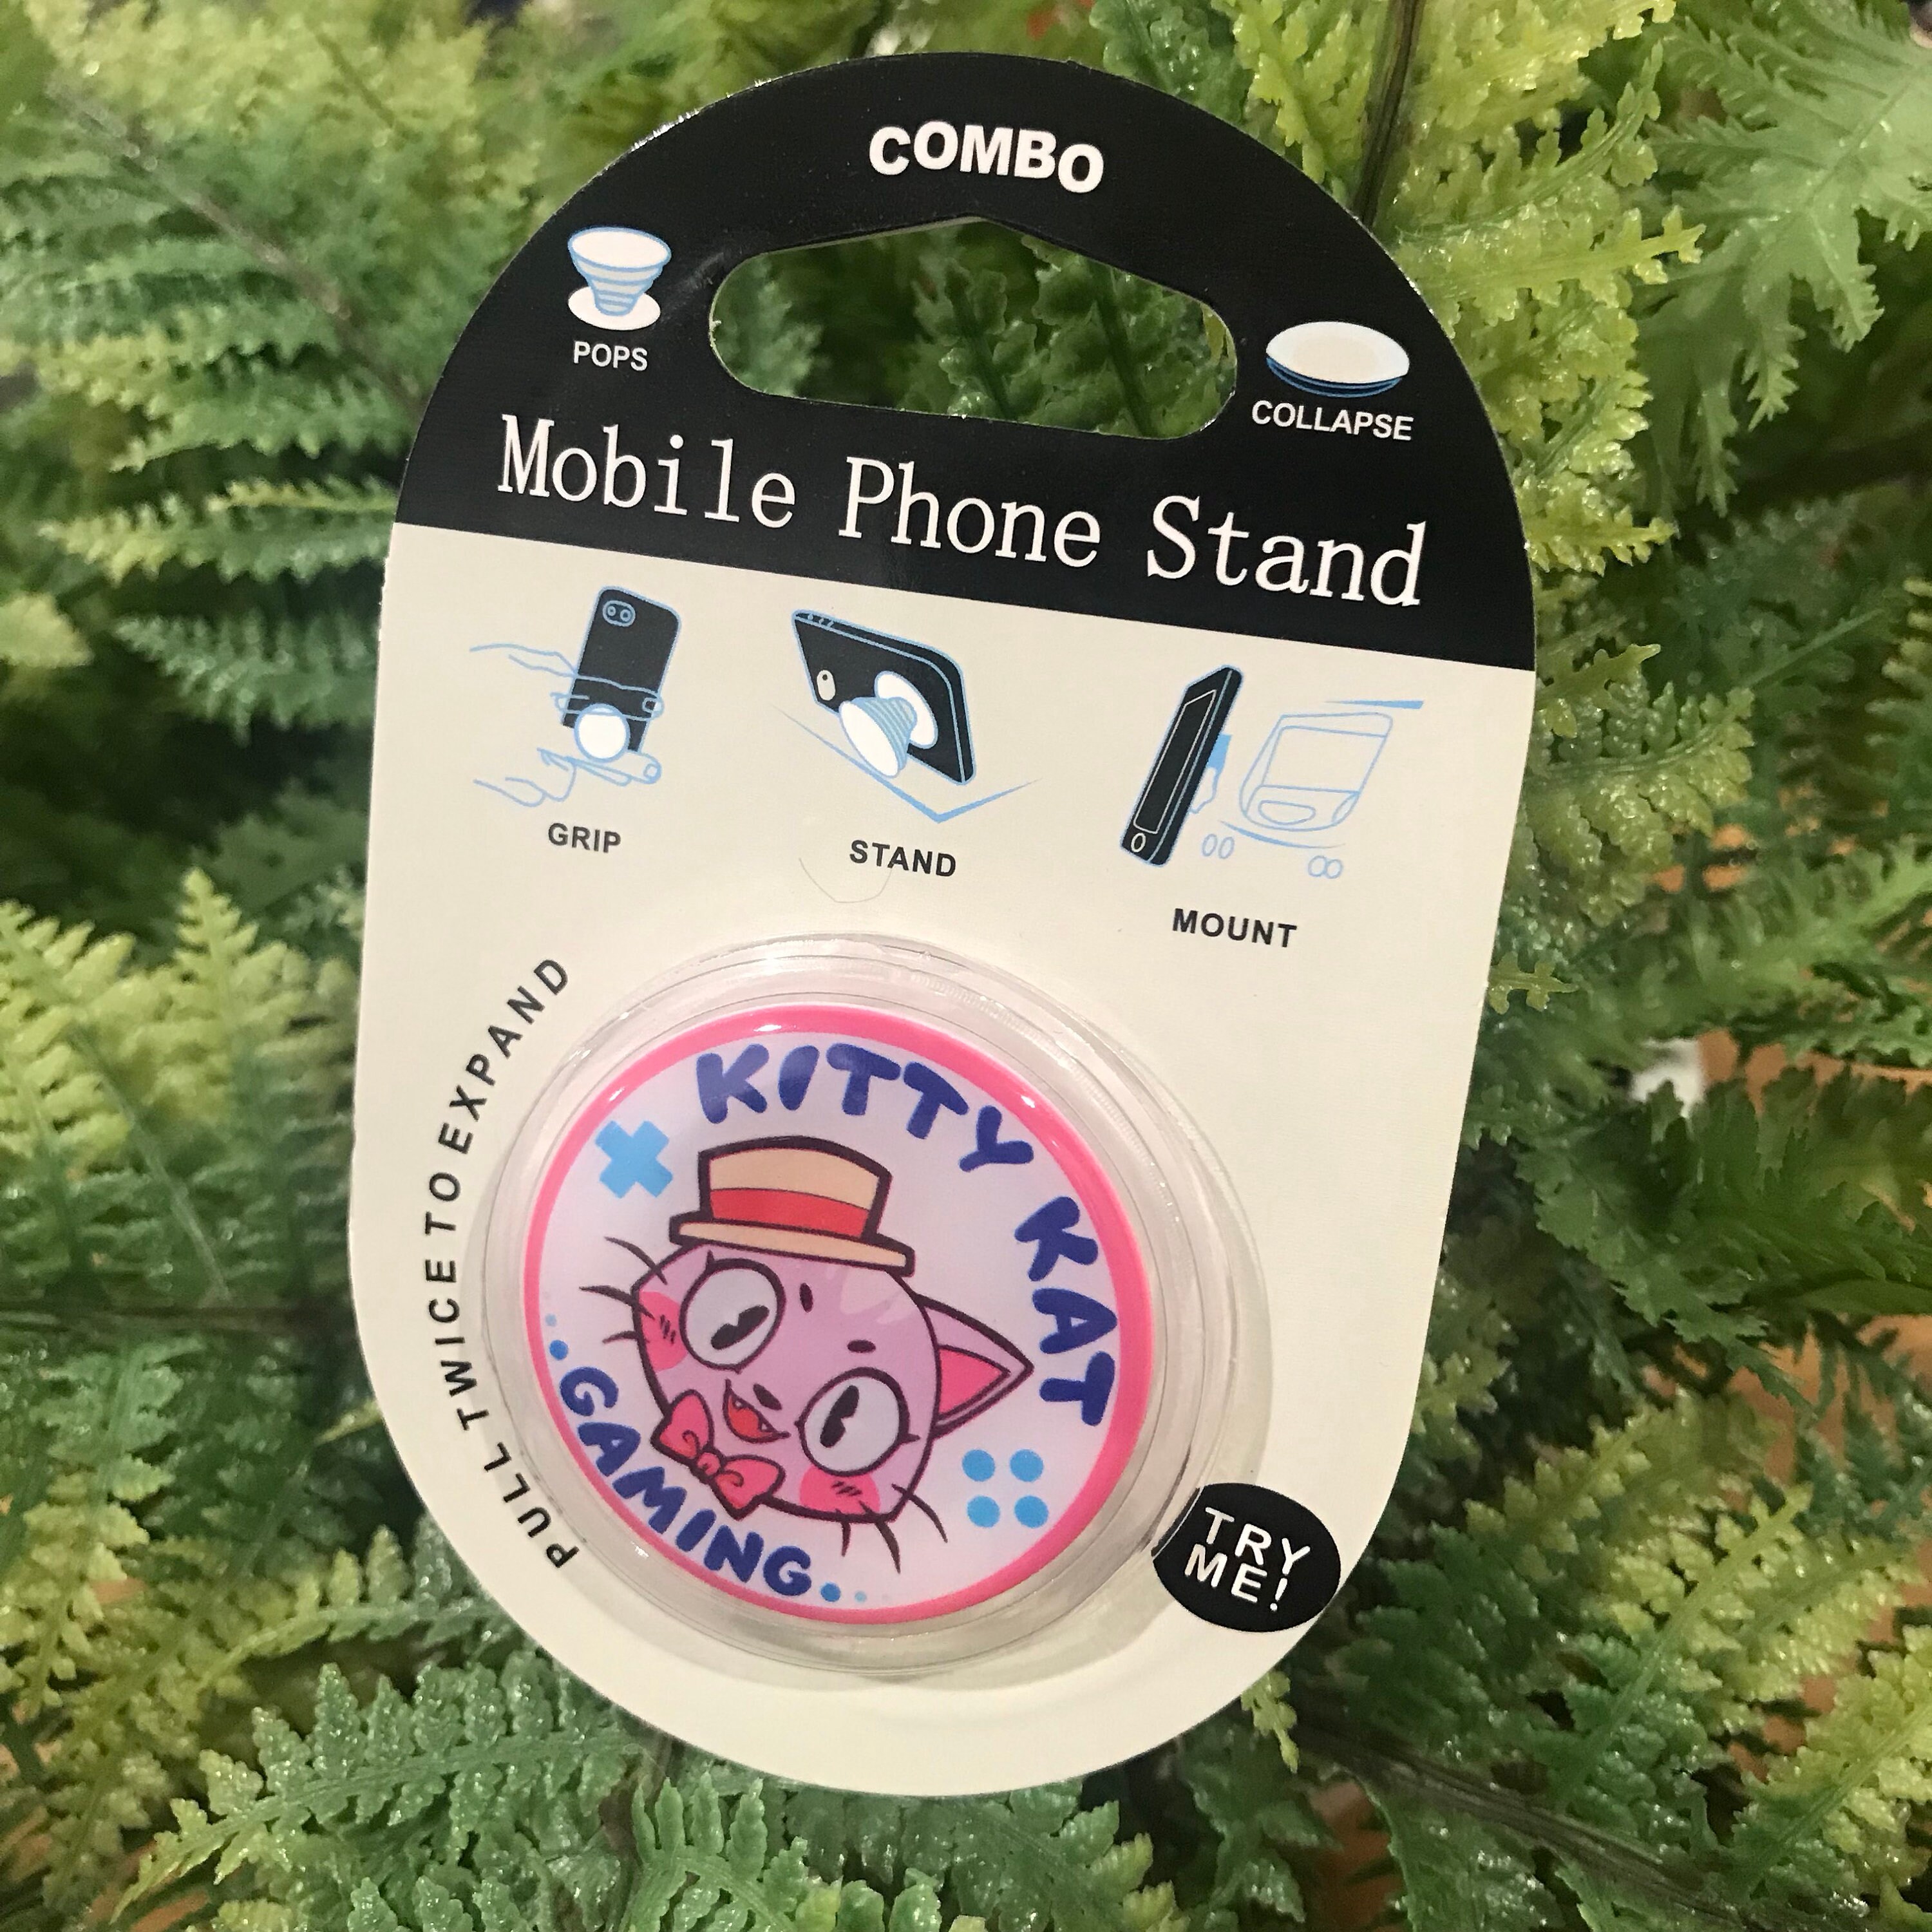 COMBO
POPS
COLLAPSE
Mobile Phone Stand
GRIP
STAND
MOUNT
PULL TWICE TO EXPAND
KITTY KAT
GAMING
TRY
ME!